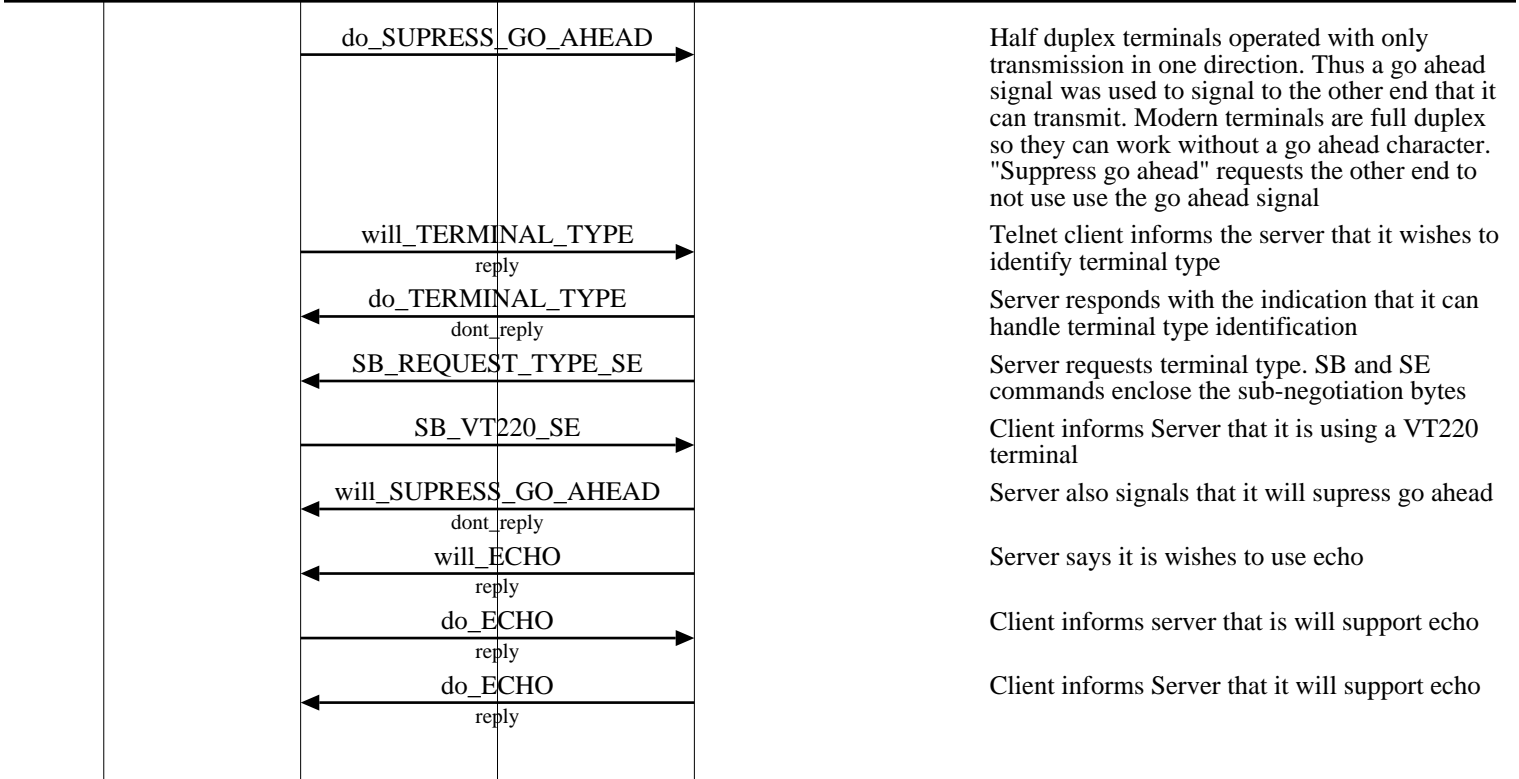 do_SUPRESS_GO_AHEAD
Half duplex terminals operated with only
transmission in one direction. Thus a go ahead
signal was used to signal to the other end that it
can transmit. Modern terminals are full duplex
so they can work without a go ahead character.
"Suppress go ahead" requests the other end to
not use use the go ahead signal
will_TERMINAL_TYPE
reply
Telnet client informs the server that it wishes to
identify terminal type
do_TERMINAL_TYPE
dont_reply
Server responds with the indication that it can
handle terminal type identification
SB_REQUEST_TYPE_SE
Server requests terminal type. SB and SE
commands enclose the sub-negotiation bytes
SB_VT220_SE
Client informs Server that it is using a VT220
terminal
will_SUPRESS_GO_AHEAD
dont_reply
Server also signals that it will supress go ahead
will_ECHO
reply
Server says it is wishes to use echo
do_ECHO
reply
Client informs server that is will support echo
do_ECHO
reply
Client informs Server that it will support echo